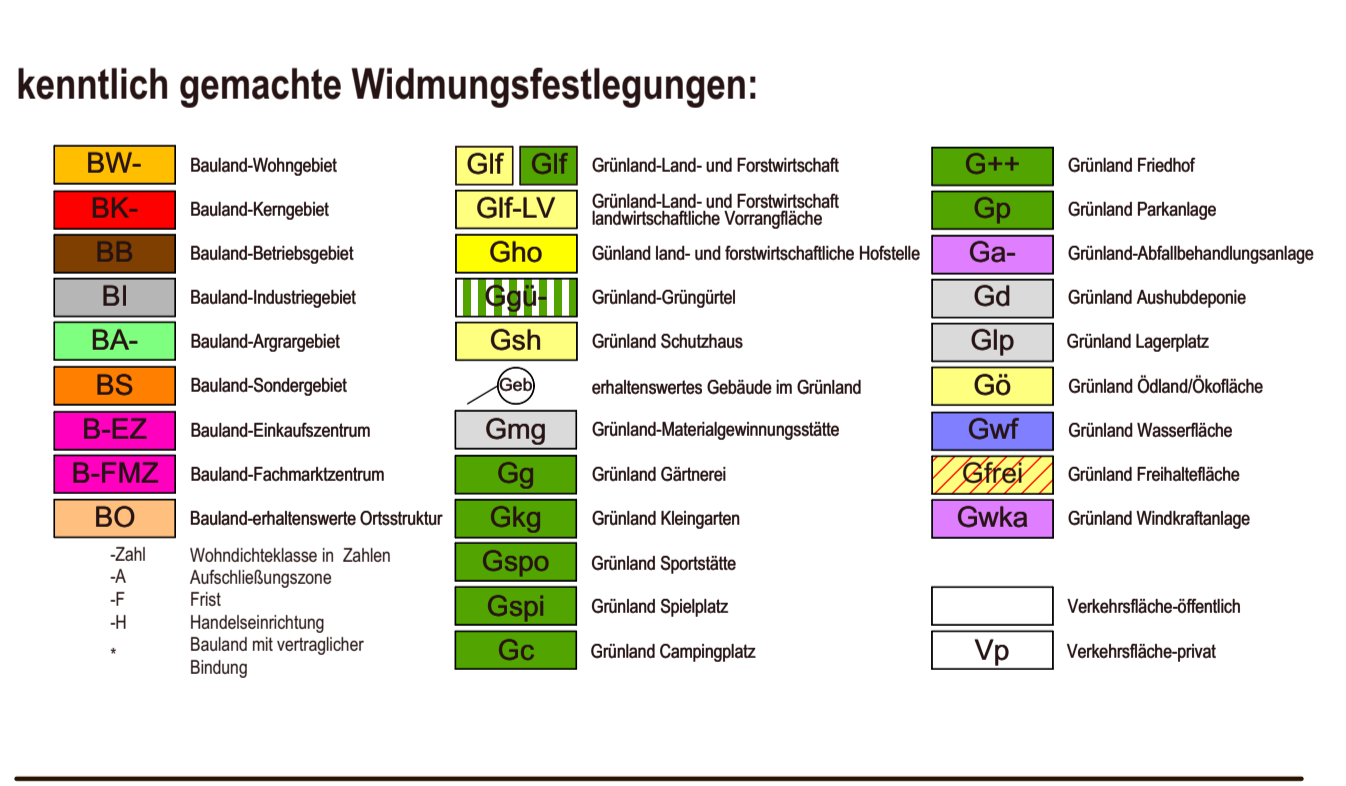 kenntlich gemachte Widmungsfestlegungen:
BW- Bauland-Wohngebiet
BK- Bauland-Kerngebiet
BB Bauland-Betriebsgebiet
BI Bauland-Industriegebiet
BA- Bauland-Argrargebiet
BS Bauland-Sondergebiet
B-EZ Bauland-Einkaufszentrum
B-FMZ Bauland-Fachmarktzentrum
BO Bauland-erhaltenswerte Ortsstruktur
-Zahl Wohndichteklasse in Zahlen
-A Aufschließungszone
-F Frist
-H Handelseinrichtung
* Bauland mit vertraglicher
Bindung
Glf Glf Grünland-Land- und Forstwirtschaft
Glf-LV Grünland-Land- und Forstwirtschaft
landwirtschaftliche Vorrangfläche
Gho Günland land- und forstwirtschaftliche Hofstelle
Ggü- Grünland-Grüngürtel
Gsh Grünland Schutzhaus
Geb erhaltenswertes Gebäude im Grünland
Gmg Grünland-Materialgewinnungsstätte
Gg Grünland Gärtnerei
Gkg Grünland Kleingarten
Gspo Grünland Sportstätte
Gspi Grünland Spielplatz
Gc Grünland Campingplatz
G++ Grünland Friedhof
Gp Grünland Parkanlage
Ga- Grünland-Abfallbehandlungsanlage
Gd Grünland Aushubdeponie
Glp Grünland Lagerplatz
Gö Grünland Ödland/Ökofläche
Gwf Grünland Wasserfläche
Gfrei Grünland Freihaltefläche
Gwka Grünland Windkraftanlage
Verkehrsfläche-öffentlich
Vp Verkehrsfläche-privat